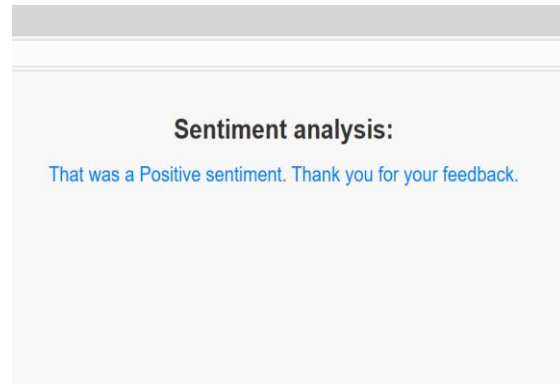 Sentiment analysis:
That was a Positive sentiment. Thank you for your feedback.